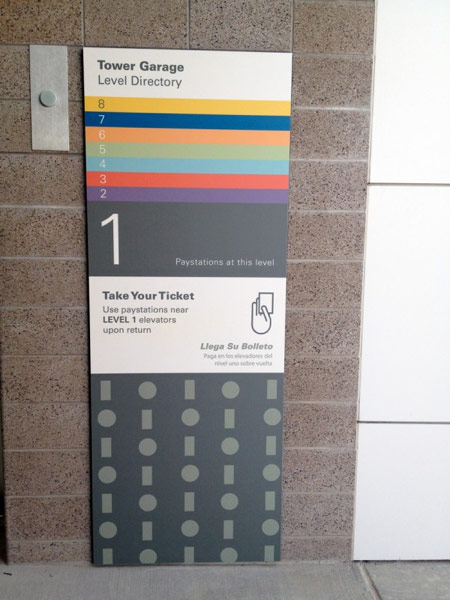 Tower Garage
Level Directory
8
7
6
5
4
3
2
1
Paystations at this level
Take Your Ticket
Use paystations near
LEVEL 1 elevators
upon return
Llega Su Bolleto
Paga en los elevadores del
nivel uno sobre vuelta